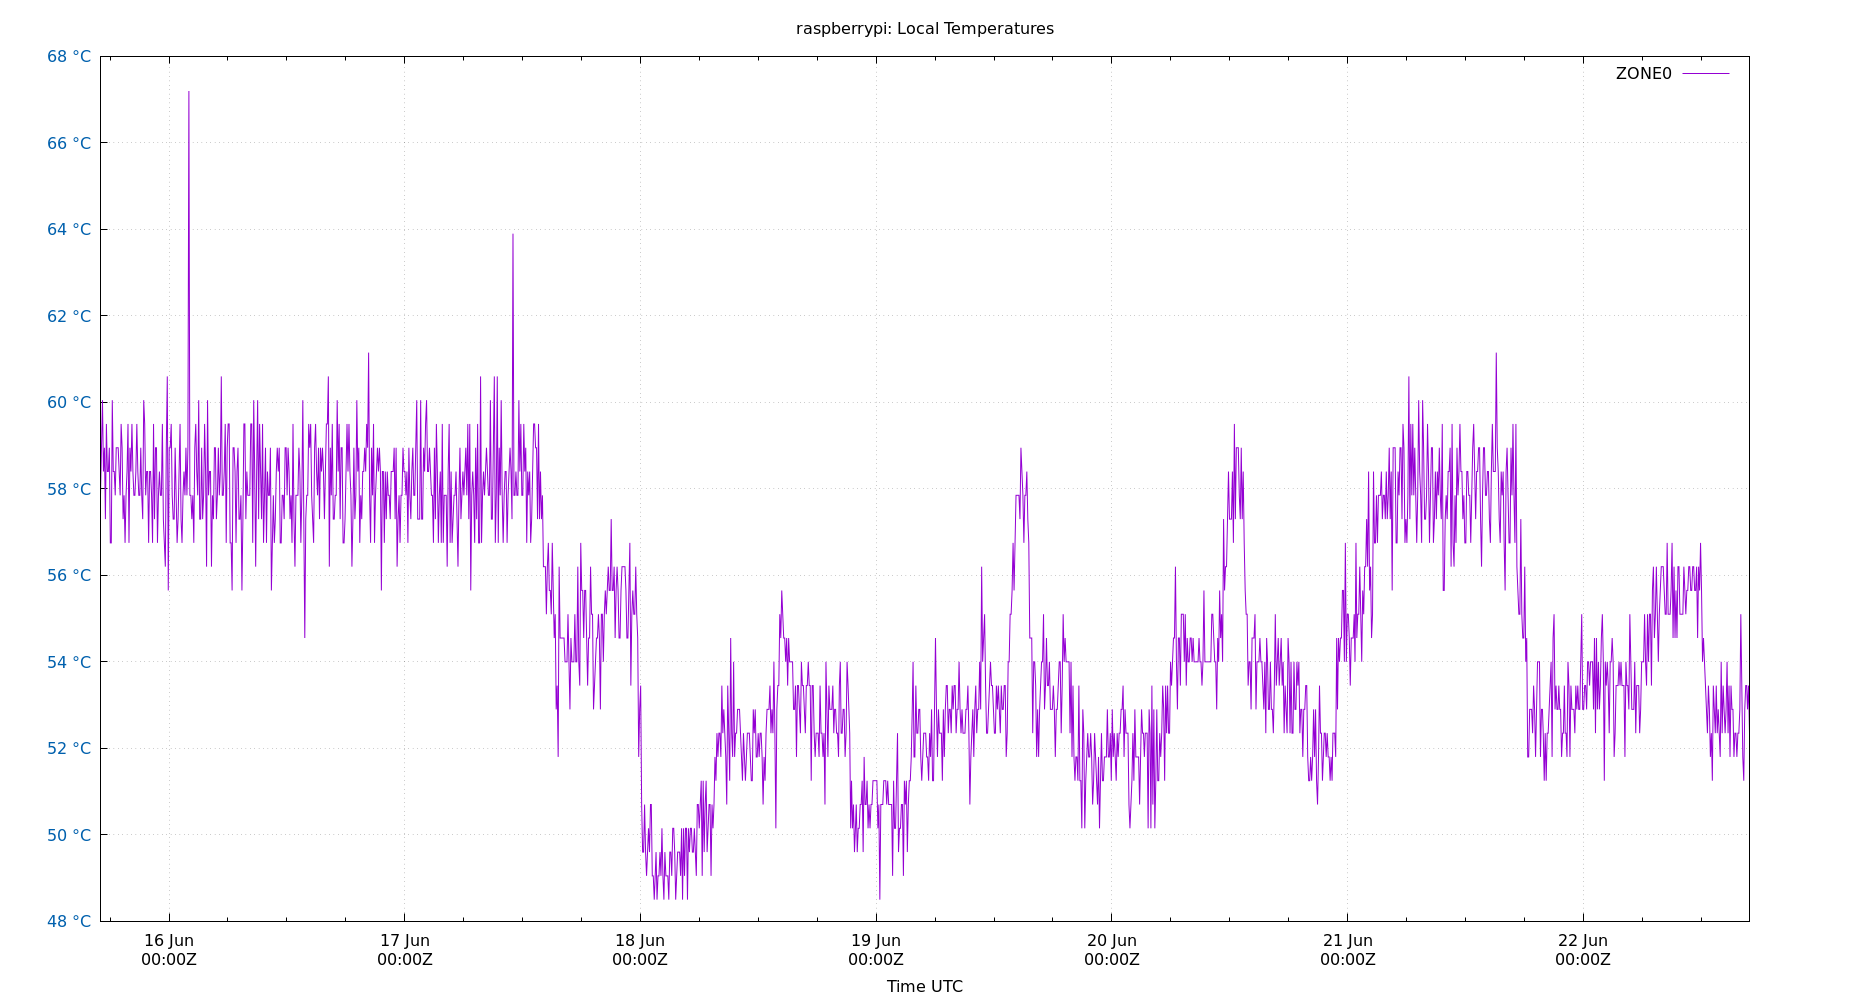 raspberrypi: Local Temperatures
ZONE0
68 °C
66 °C
64 °C
62 °C
60 °C
58 °C
56 °C
54 °C
52 °C
50 °C
48 °C
16 Jun 17 Jun 18 Jun 19 Jun 20 Jun 21 Jun 22 Jun
00:00Z 00:00Z 00:00Z 00:00Z 00:00Z 00:00Z 00:00Z
Time UTC